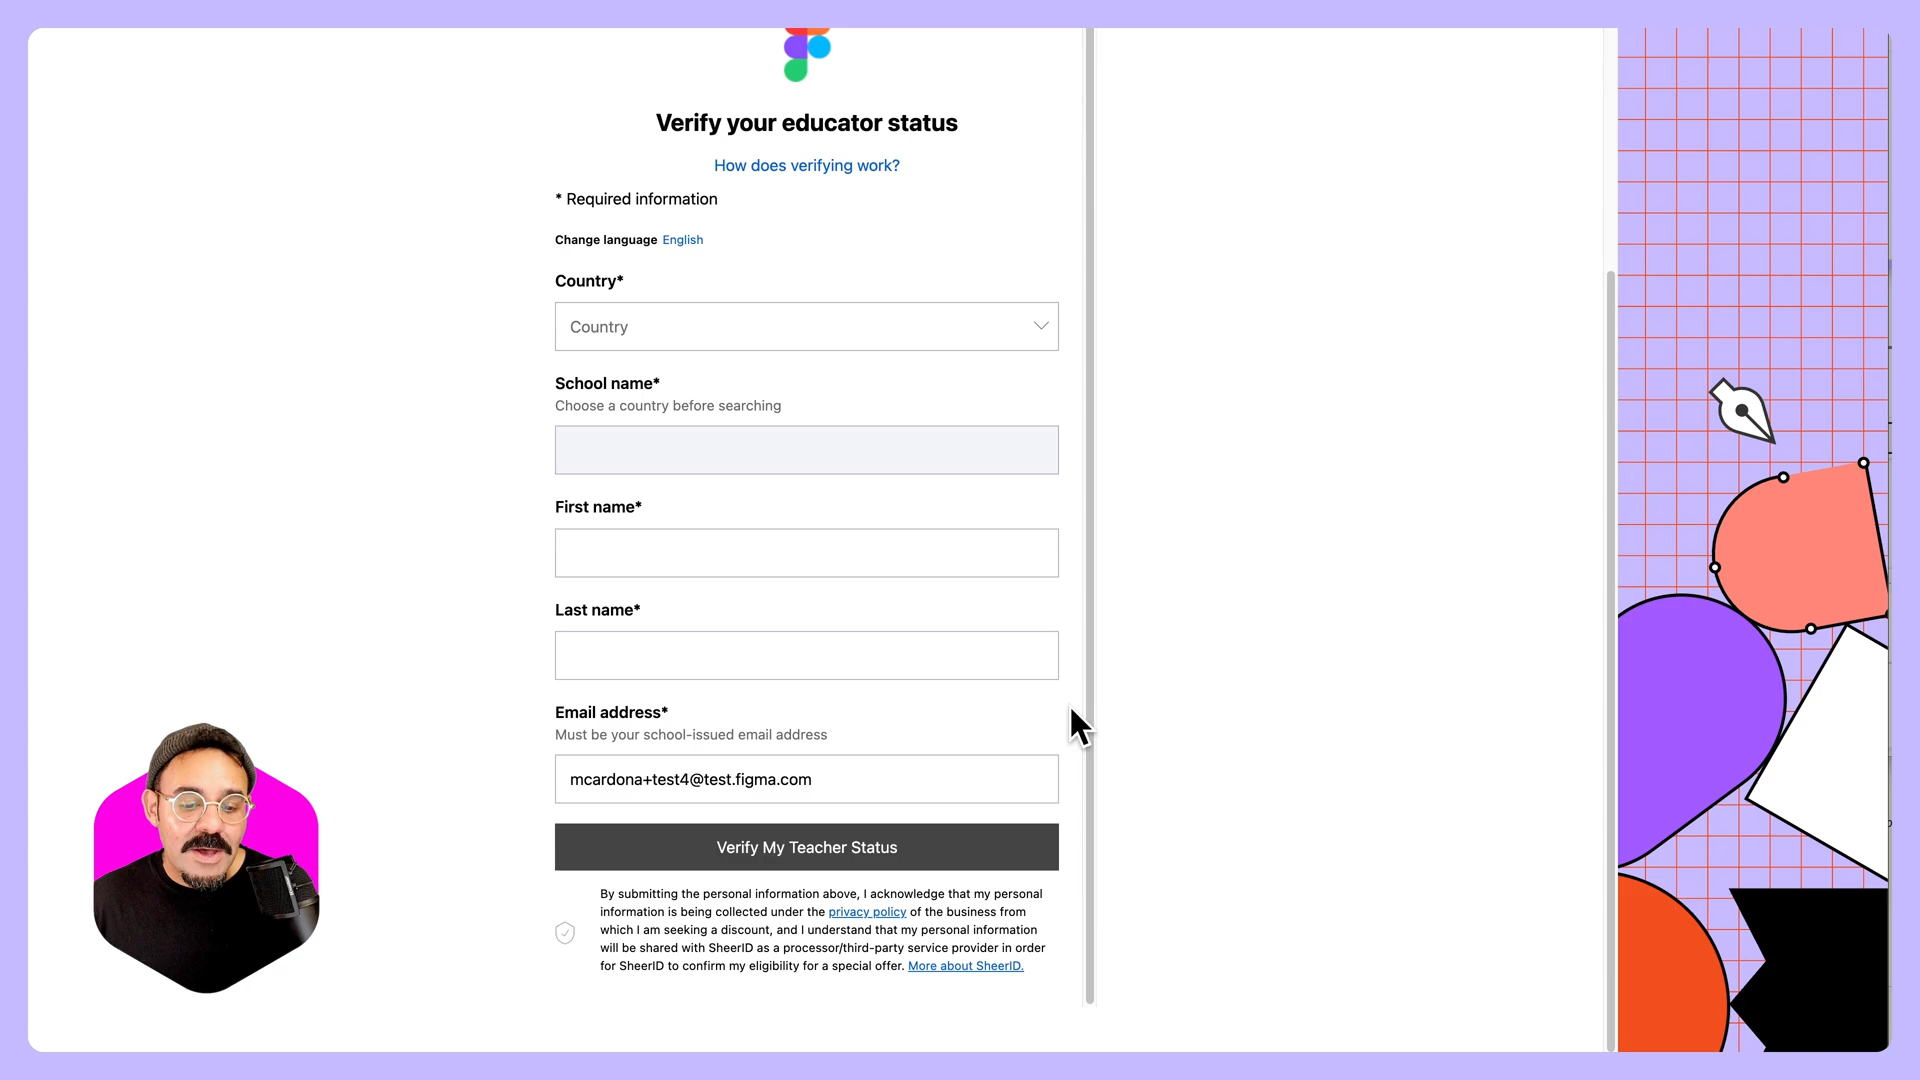 Verify your educator status
How does verifying work?
* Required information
Change language English
Country*
Country
School name*
Choose a country before searching
First name*
Last name*
Email address*
Must be your school-issued email address
mcardona+test4@test.figma.com
Verify My Teacher Status
By submitting the personal information above, I acknowledge that my personal
information is being collected under the privacy policy of the business from
which I am seeking a discount, and I understand that my personal information
will be shared with SheerID as a processor/third-party service provider in order
for SheerID to confirm my eligibility for a special offer. More about SheerID.